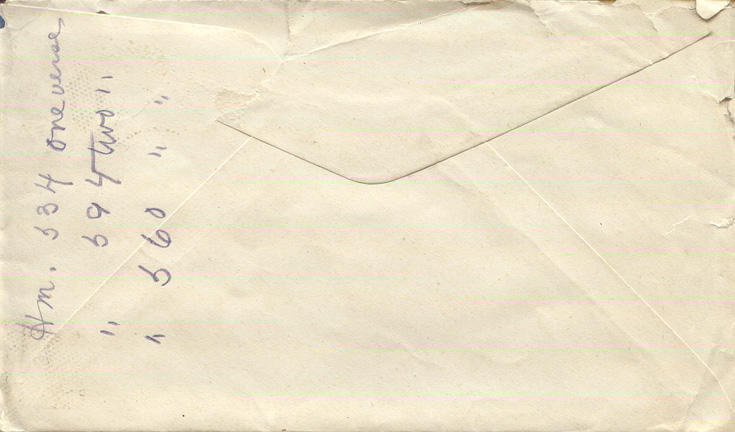 Hm. 534 one verse
" 594 two "
" 560 " "